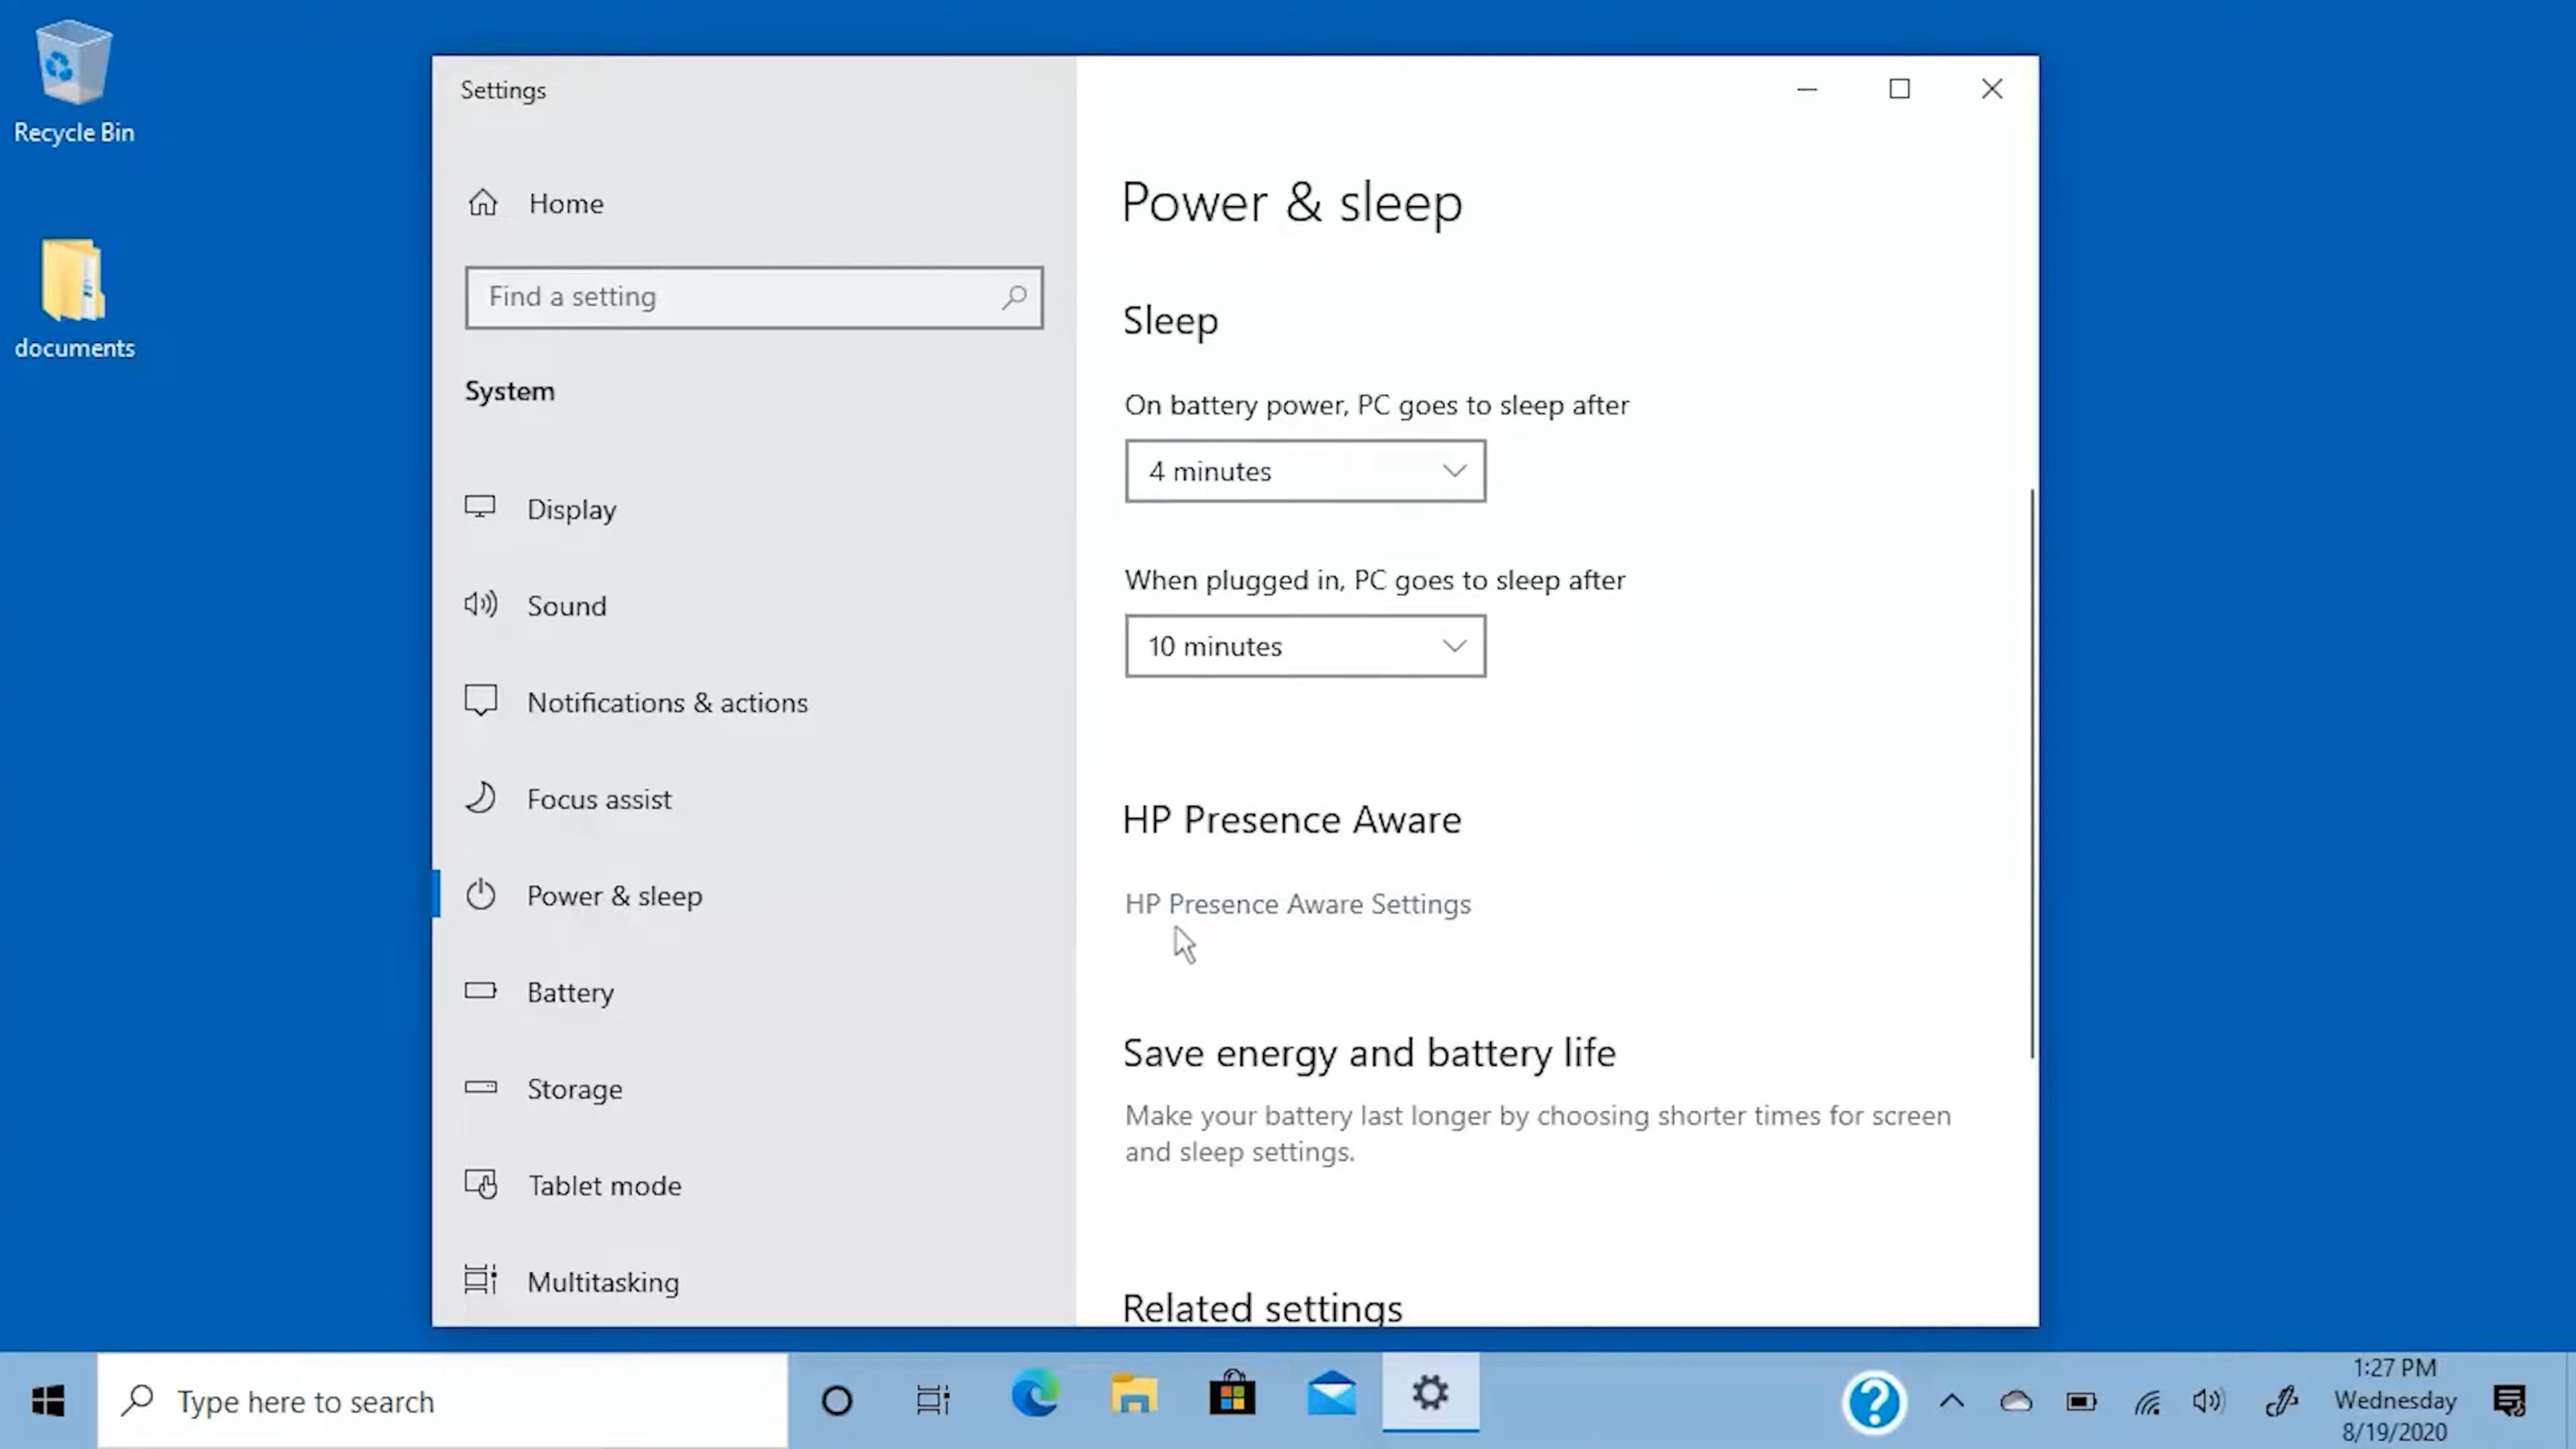 Recycle Bin
documents
Settings
Home
Find a setting
System
Display
Sound
Notifications & actions
Focus assist
Power & sleep
Battery
Storage
Tablet mode
Multitasking
Power & sleep
Sleep
On battery power, PC goes to sleep after
4 minutes
When plugged in, PC goes to sleep after
10 minutes
HP Presence Aware
HP Presence Aware Settings
Save energy and battery life
Make your battery last longer by choosing shorter times for screen
and sleep settings.
Related settings
Type here to search
1:27 PM
Wednesday
8/19/2020